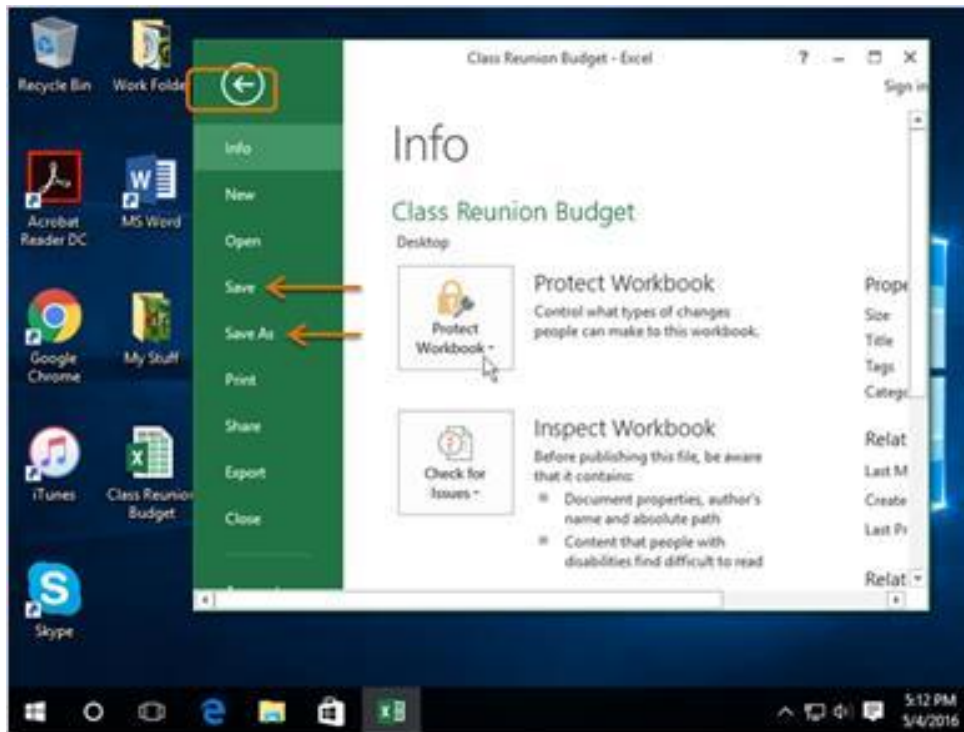 Recycle Bin
Work Folde
Acrobat
Reader DC
MS Word
Google
Chrome
My Stuff
iTunes
Class Reunion
Budget
Skype
Class Reunion Budget - Excel
?
Sign in
Info
New
Open
Save
Save As
Print
Share
Export
Close
Info
Class Reunion Budget
Desktop
Protect
Workbook
Protect Workbook
Control what types of changes
people can make to this workbook.
Check for
Issues
Inspect Workbook
Before publishing this file, be aware
that it contains:
Document properties, author's
name and absolute path
Content that people with
disabilities find difficult to read
Prope
Size
Title
Tags
Catego
Relat
Last M
Create
Last Pr
Relat
5:12 PM
5/4/2016